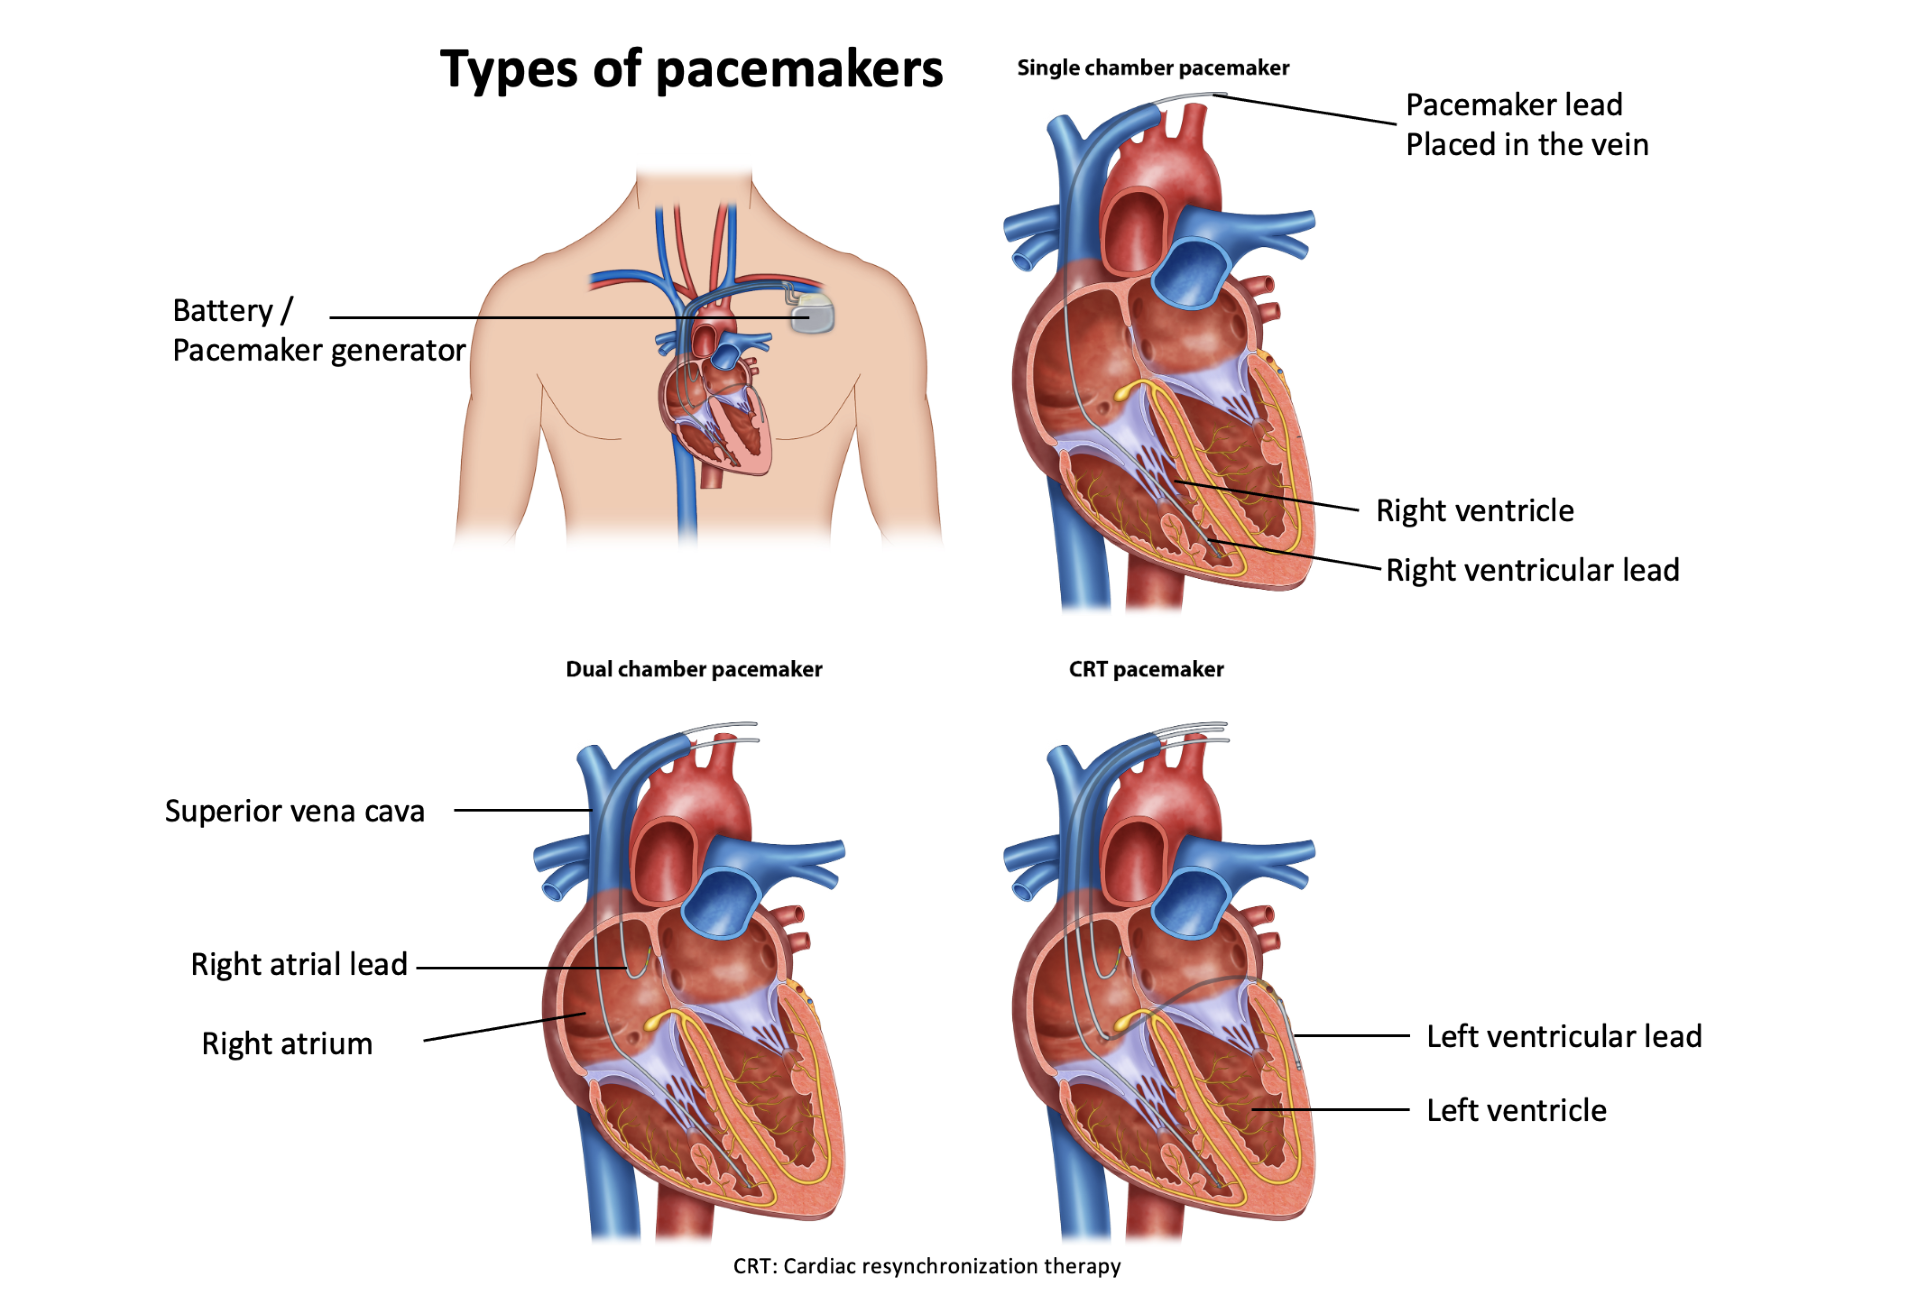 Types of pacemakers
Single chamber pacemaker
Pacemaker lead
Placed in the vein
Battery /
Pacemaker generator
Right ventricle
Right ventricular lead
Dual chamber pacemaker
CRT pacemaker
Superior vena cava
Right atrial lead
Right atrium
Left ventricular lead
Left ventricle
CRT: Cardiac resynchronization therapy